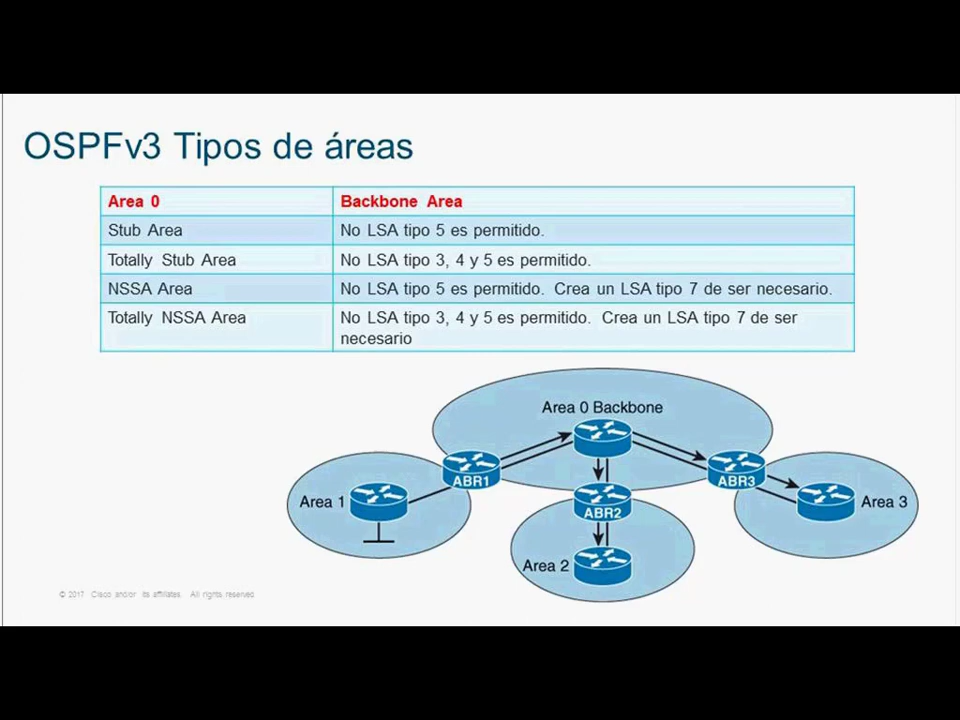 OSPFv3 Tipos de áreas
Area 0 Backbone Area
Stub Area No LSA tipo 5 es permitido.
Totally Stub Area No LSA tipo 3, 4 y 5 es permitido.
NSSA Area No LSA tipo 5 es permitido. Crea un LSA tipo 7 de ser necesario.
Totally NSSA Area No LSA tipo 3, 4 y 5 es permitido. Crea un LSA tipo 7 de ser
necesario
Area 0 Backbone
ABR1
ABR3
Area 1
ABR2
Area 3
Area 2
© 2017 Cisco and/or its affiliates. All rights reserved